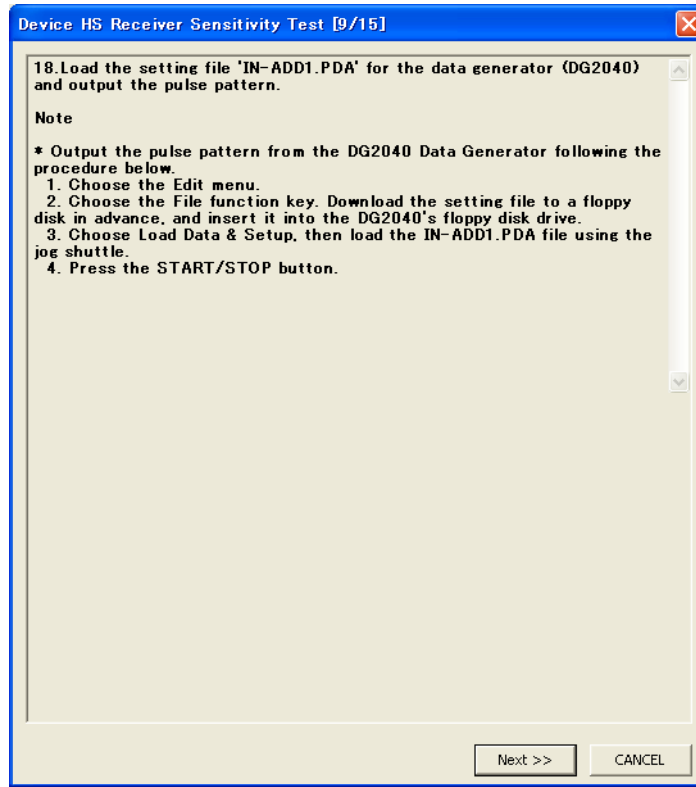 Device HS Receiver Sensitivity Test [9/15]
18.Load the setting file 'IN-ADD1.PDA' for the data generator (DG2040)
and output the pulse pattern.
Note
* Output the pulse pattern from the DG2040 Data Generator following the
procedure below.
1. Choose the Edit menu.
2. Choose the File function key. Download the setting file to a floppy
disk in advance, and insert it into the DG2040's floppy disk drive.
3. Choose Load Data & Setup, then load the IN-ADD1.PDA file using the
jog shuttle.
4. Press the START/STOP button.
Next >>
CANCEL